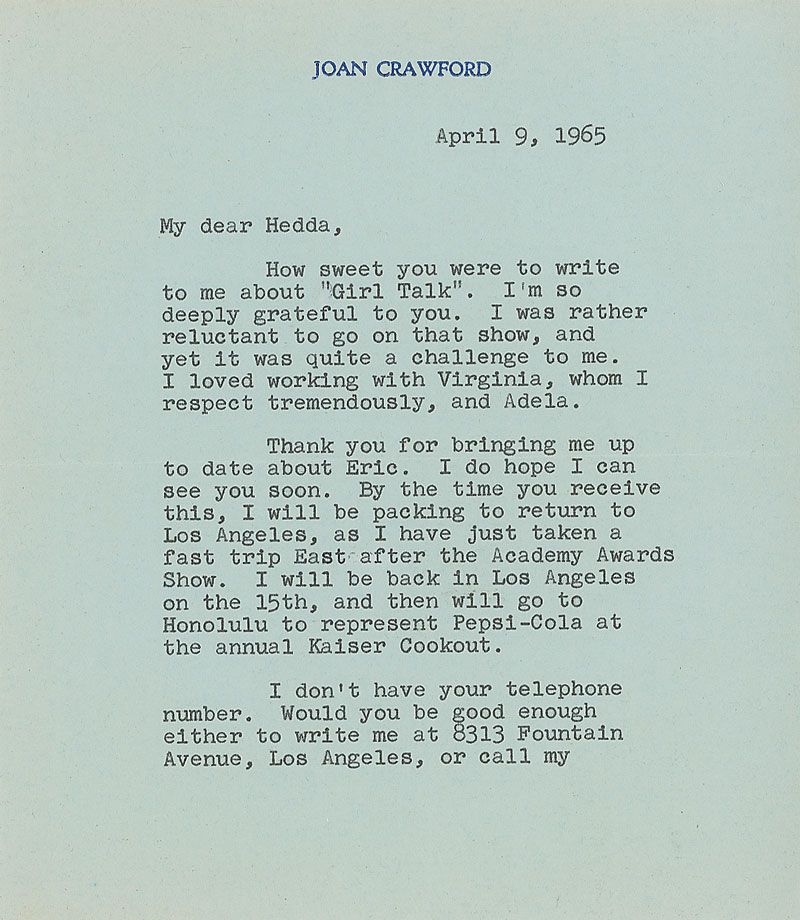 JOAN CRAWFORD
April 9, 1965
My dear Hedda,
How sweet you were to write
to me about "Girl Talk". I'm so
deeply grateful to you. I was rather
reluctant to go on that show, and
yet it was quite a challenge to me.
I loved working with Virginia, whom I
respect tremendously, and Adela.
Thank you for bringing me up
to date about Eric. I do hope I can
see you soon. By the time you receive
this, I will be packing to return to
Los Angeles, as I have just taken a
fast trip East after the Academy Awards
Show. I will be back in Los Angeles
on the 15th, and then will go to
Honolulu to represent Pepsi-Cola at
the annual Kaiser Cookout.
I don't have your telephone
number. Would you be good enough
either to write me at 8313 Fountain
Avenue, Los Angeles, or call my